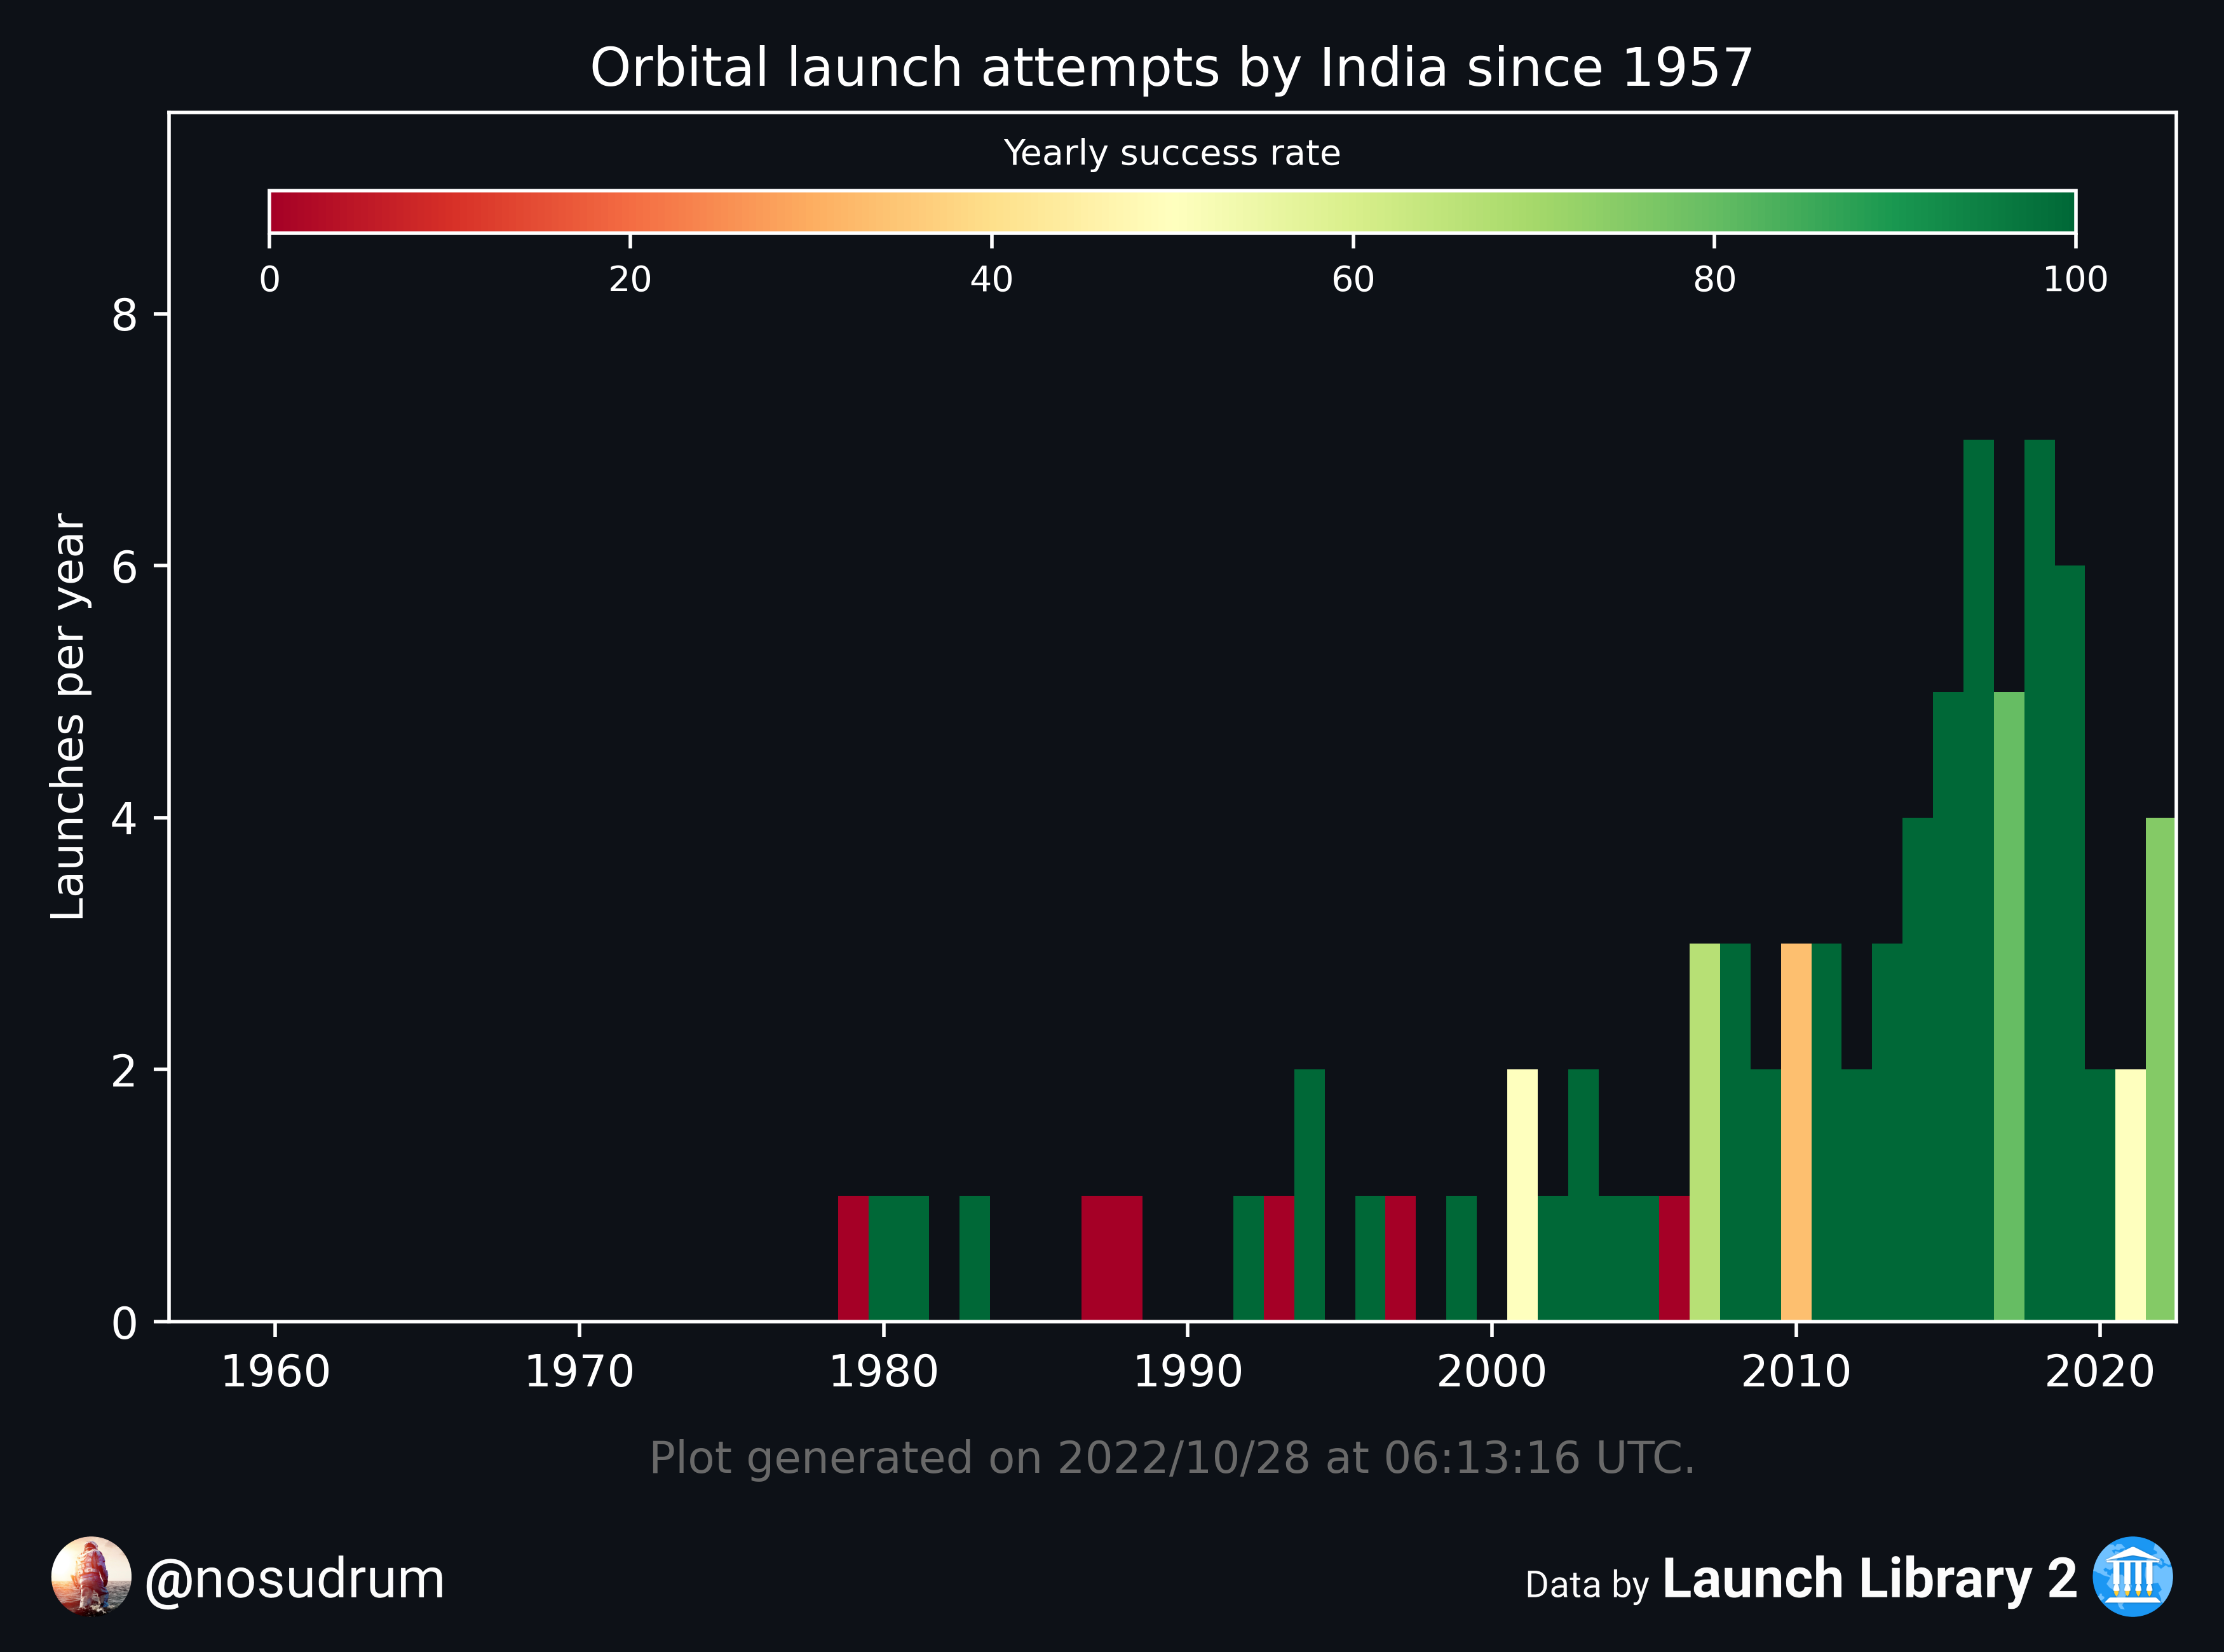 Orbital launch attempts by India since 1957
Yearly success rate
0 20 40 60 80 100
Launches per year
8
6
4
2
0
1960 1970 1980 1990 2000 2010 2020
Plot generated on 2022/10/28 at 06:13:16 UTC.
@nosudrum
Data by Launch Library 2